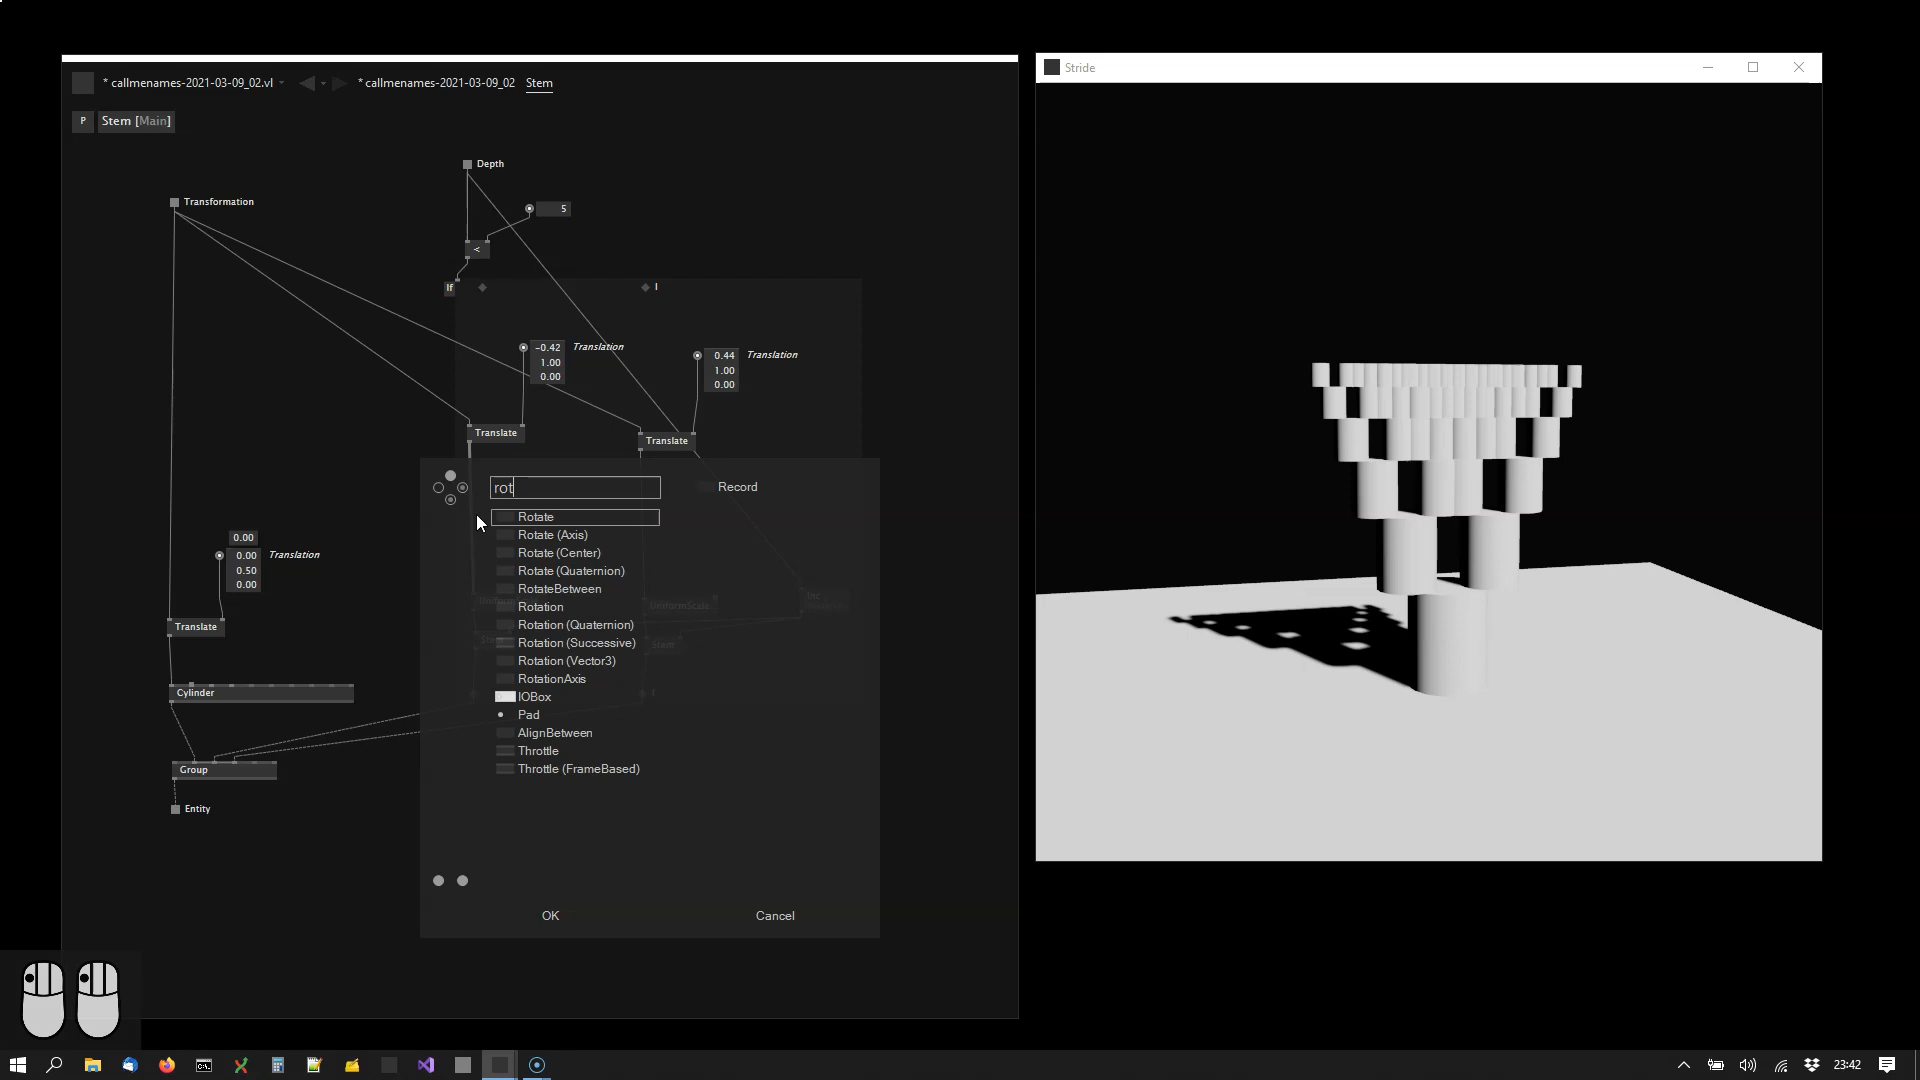 * callmenames-2021-03-09_02.vl
* callmenames-2021-03-09_02
Stem
Stride
P
Stem [Main]
Depth
Transformation
5
<
If
I
-0.42
1.00
0.00
Translation
0.44
1.00
0.00
Translation
Translate
Translate
rot
Record
Rotate
Rotate (Axis)
Rotate (Center)
Rotate (Quaternion)
RotateBetween
Rotation
Rotation (Quaternion)
Rotation (Successive)
Rotation (Vector3)
RotationAxis
IOBox
Pad
AlignBetween
Throttle
Throttle (FrameBased)
0.00
0.00
0.50
0.00
Translation
UniformScale
Inc
Stem
Translate
Cylinder
Group
Entity
OK
Cancel
23:42